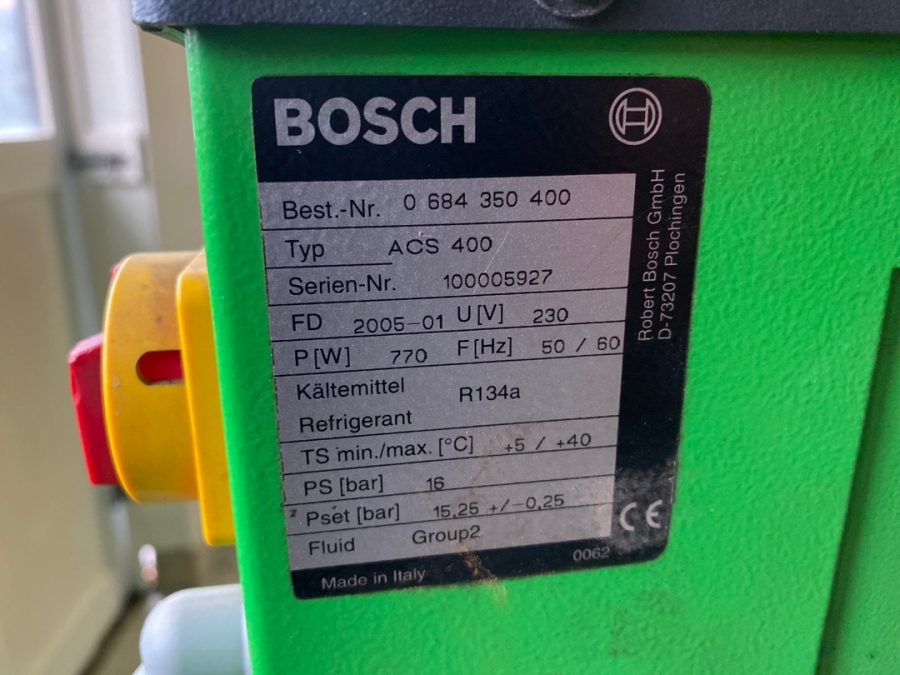 BOSCH
Best.-Nr. 0 684 350 400
Typ ACS 400
Serien-Nr. 100005927
FD 2005-01 U [V] 230
P [W] 770 F [Hz] 50 / 60
Kältemittel
Refrigerant R134a
TS min./max. [°C] +5 / +40
PS [bar] 16
Pset [bar] 15,25 +/-0,25
Fluid Group2
Made in Italy
0062
CE
Robert Bosch GmbH
D-73207 Plochingen